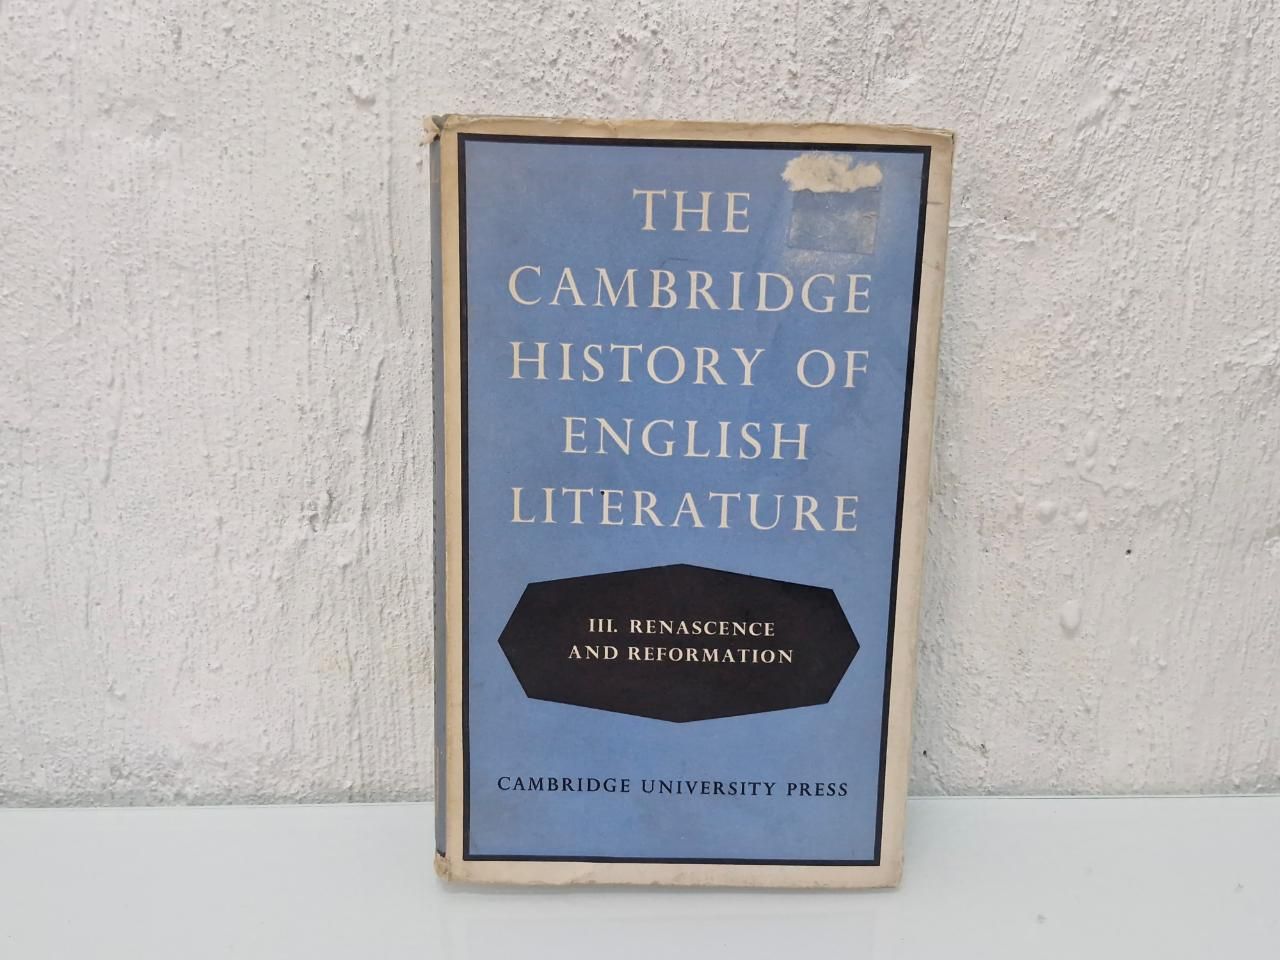 THE
CAMBRIDGE
HISTORY OF
ENGLISH
LITERATURE
III. RENASCENCE
AND REFORMATION
CAMBRIDGE UNIVERSITY PRESS